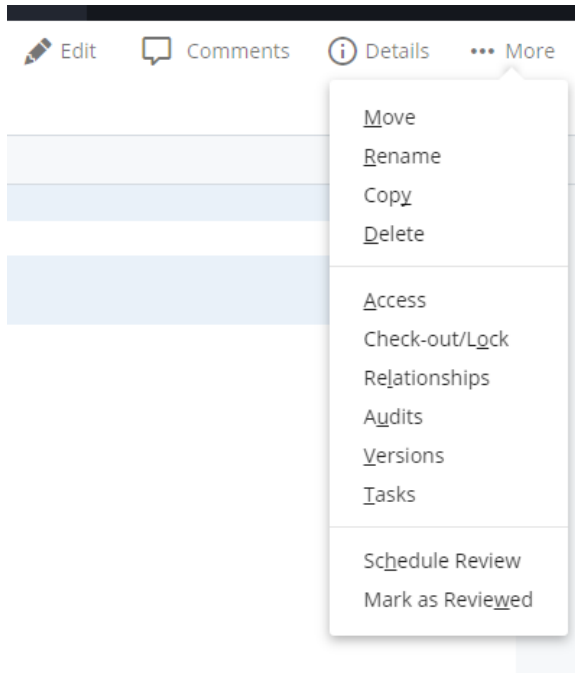 Edit Comments Details ••• More
Move
Rename
Copy
Delete
Access
Check-out/Lock
Relationships
Audits
Versions
Tasks
Schedule Review
Mark as Reviewed